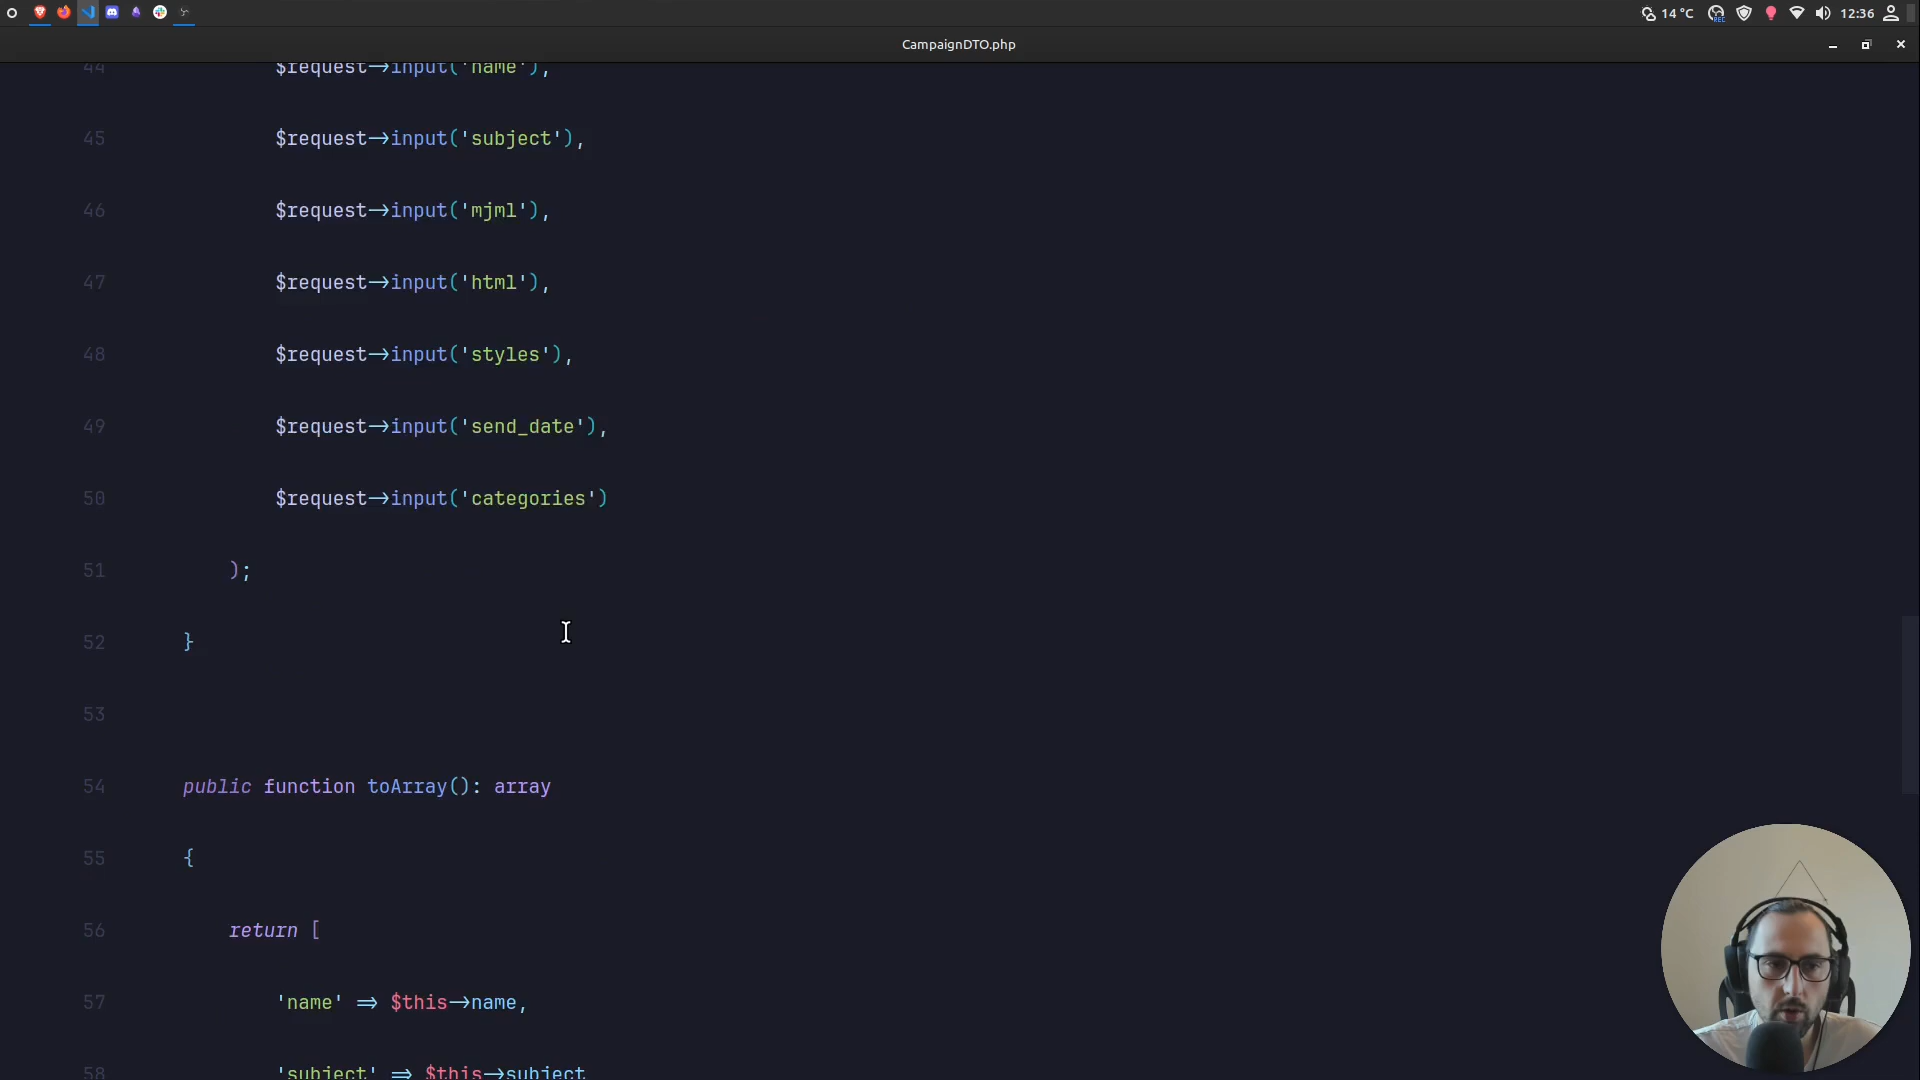 14 °C
REC
12:36
CampaignDTO.php
44 $request->input('name'),
45 $request->input('subject'),
46 $request->input('mjml'),
47 $request->input('html'),
48 $request->input('styles'),
49 $request->input('send_date'),
50 $request->input('categories')
51 );
52 }
53
54 public function toArray(): array
55 {
56 return [
57 'name' => $this->name,
58 'subject' => $this->subject